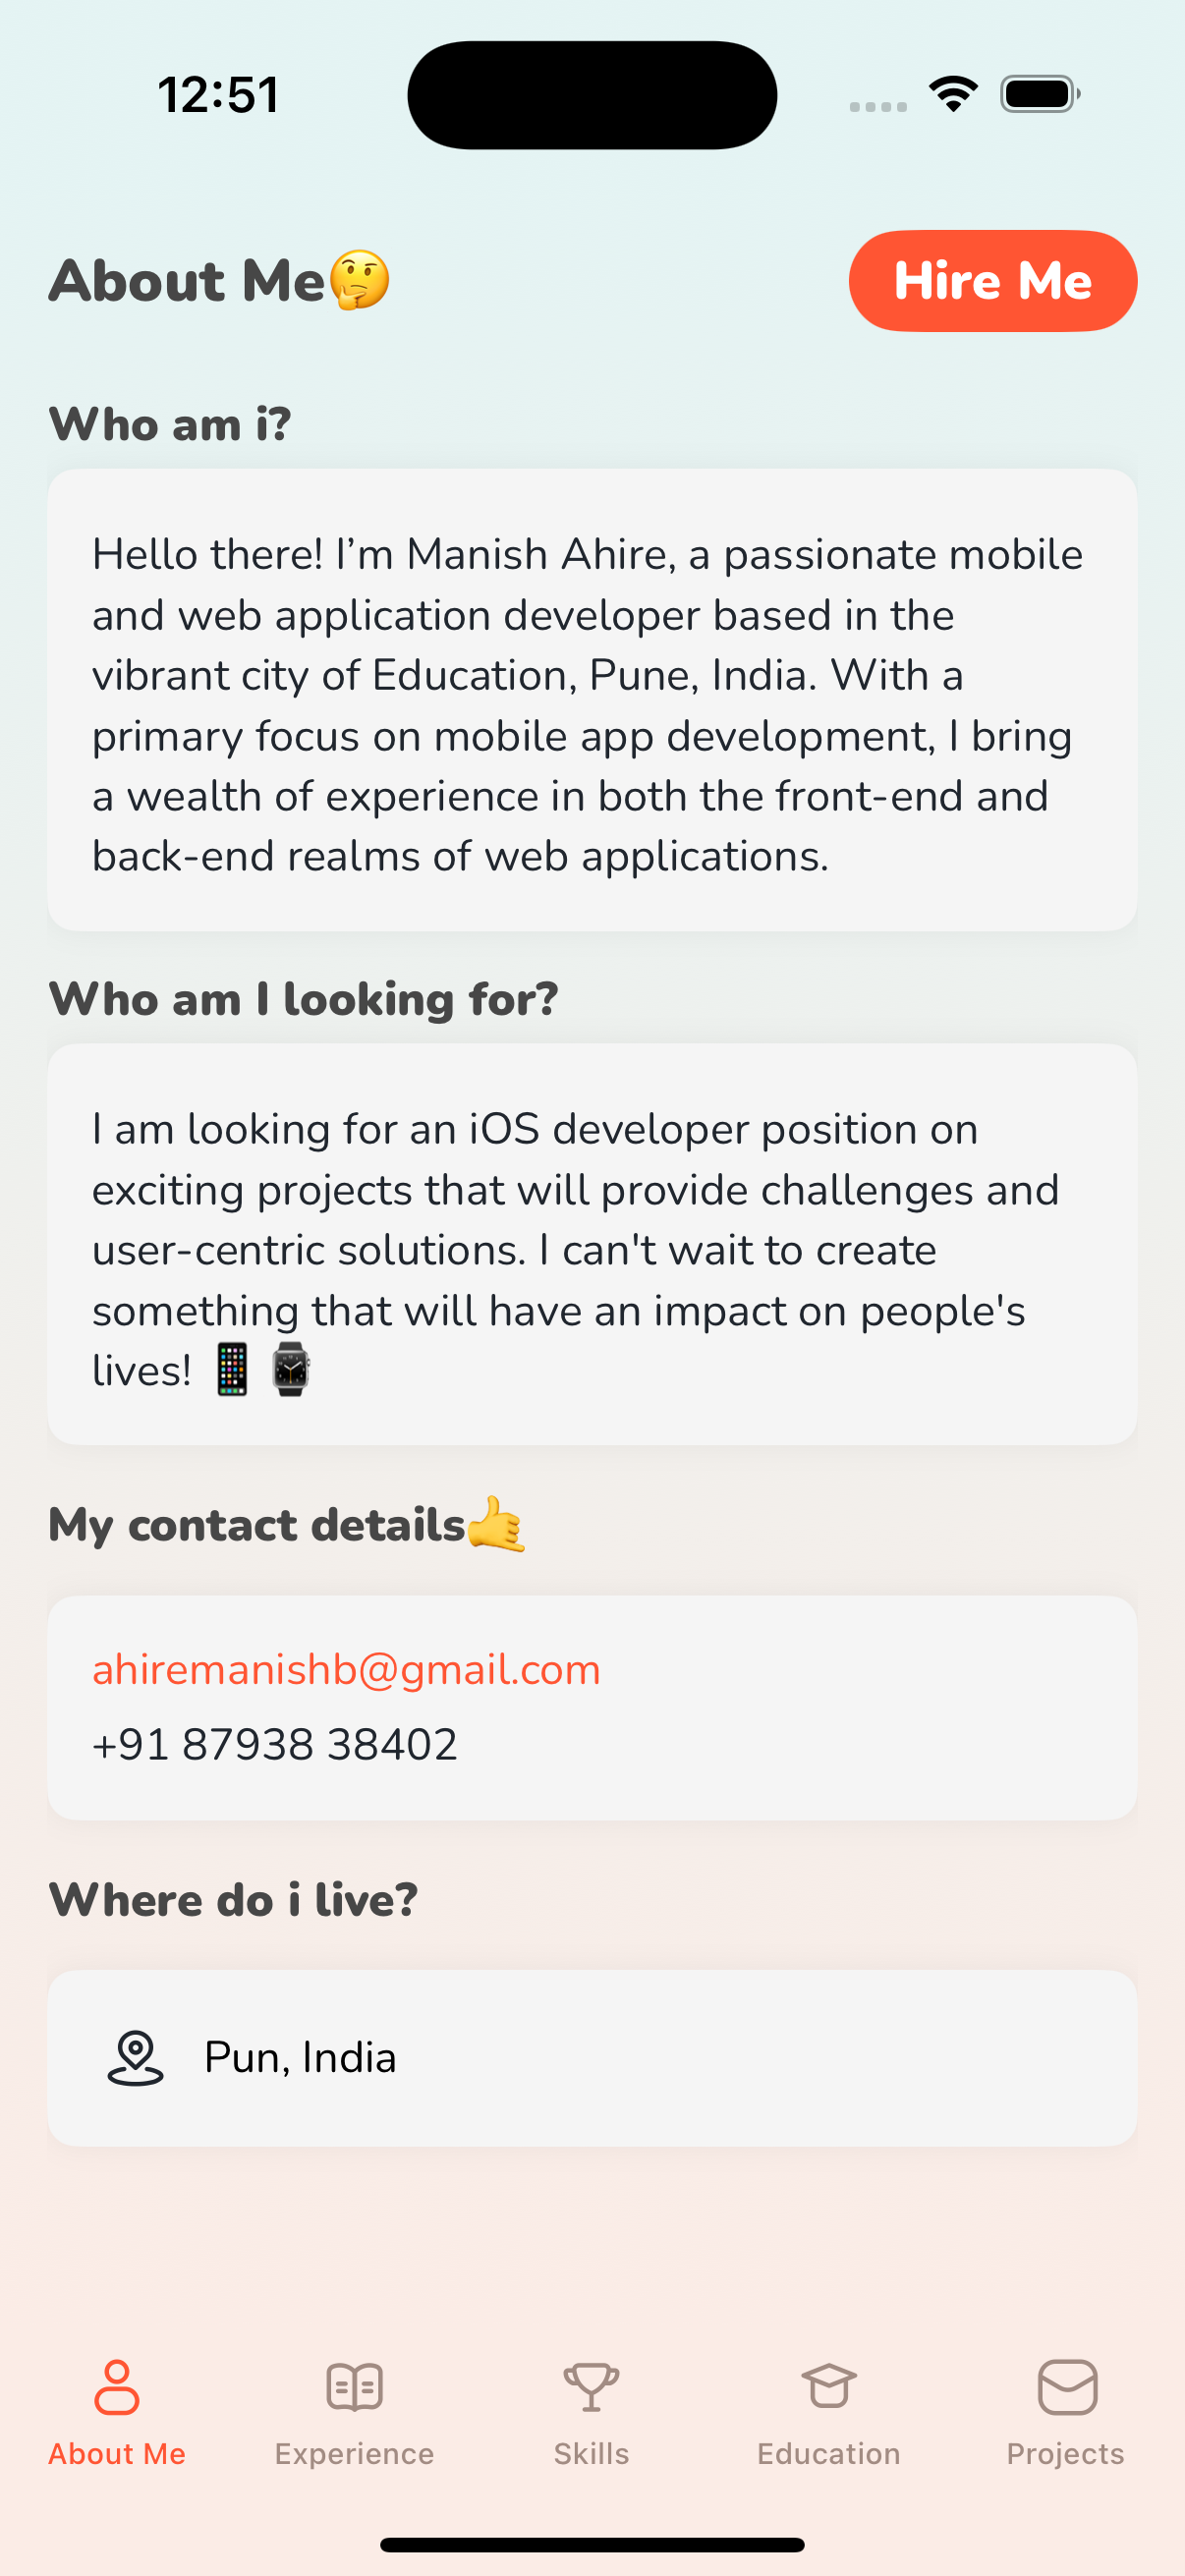 12:51
About Me🤔
Hire Me
Who am i?
Hello there! I’m Manish Ahire, a passionate mobile
and web application developer based in the
vibrant city of Education, Pune, India. With a
primary focus on mobile app development, I bring
a wealth of experience in both the front-end and
back-end realms of web applications.
Who am I looking for?
I am looking for an iOS developer position on
exciting projects that will provide challenges and
user-centric solutions. I can't wait to create
something that will have an impact on people's
lives! 📱 ⌚
My contact details🤙
ahiremanishb@gmail.com
+91 87938 38402
Where do i live?
Pun, India
About Me
Experience
Skills
Education
Projects